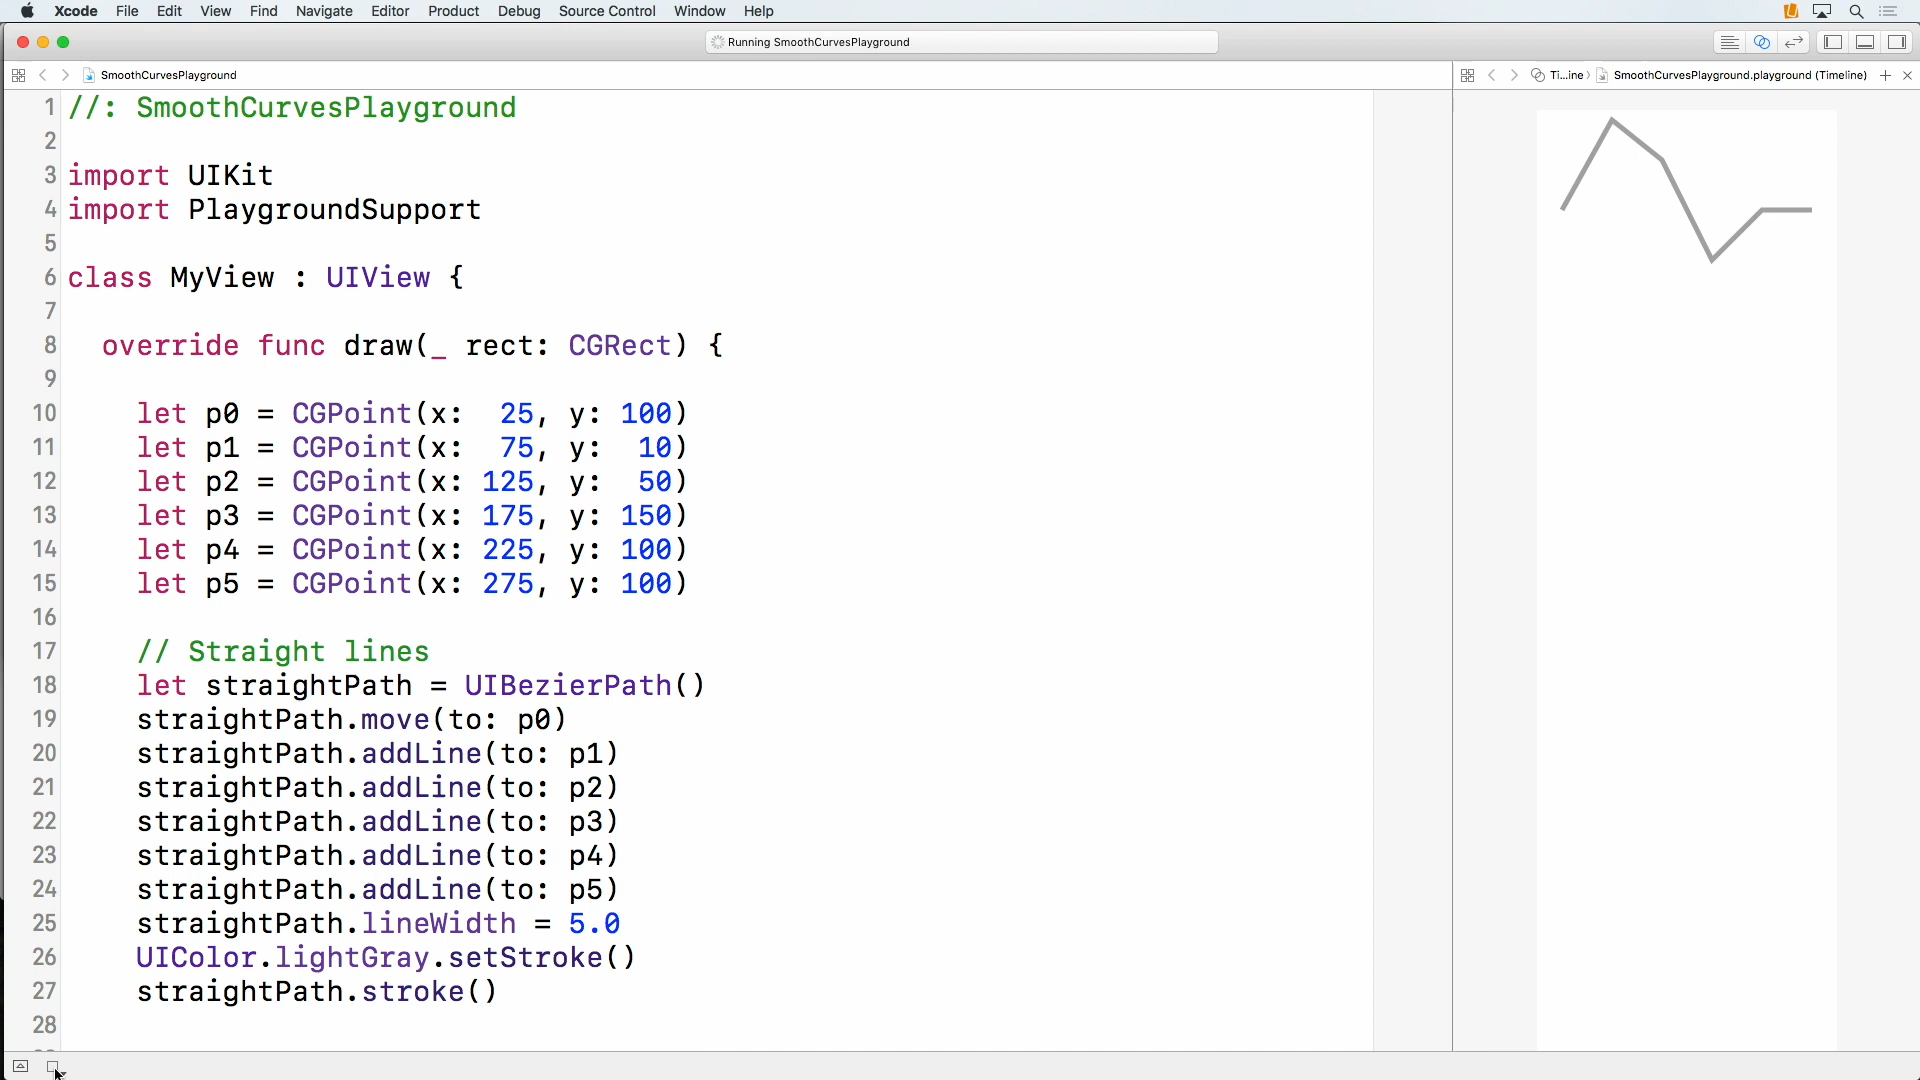 Xcode File Edit View Find Navigate Editor Product Debug Source Control Window Help
Running SmoothCurvesPlayground
SmoothCurvesPlayground
Ti...ine SmoothCurvesPlayground.playground (Timeline)
1 //: SmoothCurvesPlayground
2
3 import UIKit
4 import PlaygroundSupport
5
6 class MyView : UIView {
7
8 override func draw(_ rect: CGRect) {
9
10 let p0 = CGPoint(x: 25, y: 100)
11 let p1 = CGPoint(x: 75, y: 10)
12 let p2 = CGPoint(x: 125, y: 50)
13 let p3 = CGPoint(x: 175, y: 150)
14 let p4 = CGPoint(x: 225, y: 100)
15 let p5 = CGPoint(x: 275, y: 100)
16
17 // Straight lines
18 let straightPath = UIBezierPath()
19 straightPath.move(to: p0)
20 straightPath.addLine(to: p1)
21 straightPath.addLine(to: p2)
22 straightPath.addLine(to: p3)
23 straightPath.addLine(to: p4)
24 straightPath.addLine(to: p5)
25 straightPath.lineWidth = 5.0
26 UIColor.lightGray.setStroke()
27 straightPath.stroke()
28